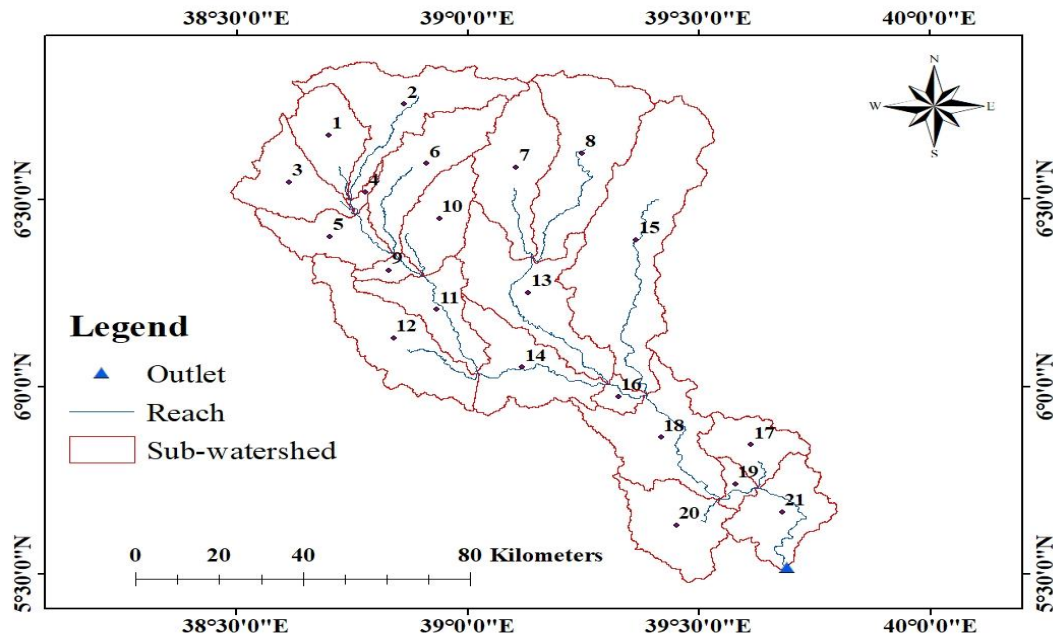 38°30'0"E 39°0'0"E 39°30'0"E 40°0'0"E
N
W E
S
2
1
6
7
8
3
4
6°30'0"N 6°30'0"N
10
5
15
9
13
11
12
Legend
14
Outlet
6°0'0"N 6°0'0"N
16
Reach
18
17
Sub-watershed
19
21
20
0 20 40 80 Kilometers
5°30'0"N 5°30'0"N
38°30'0"E 39°0'0"E 39°30'0"E 40°0'0"E